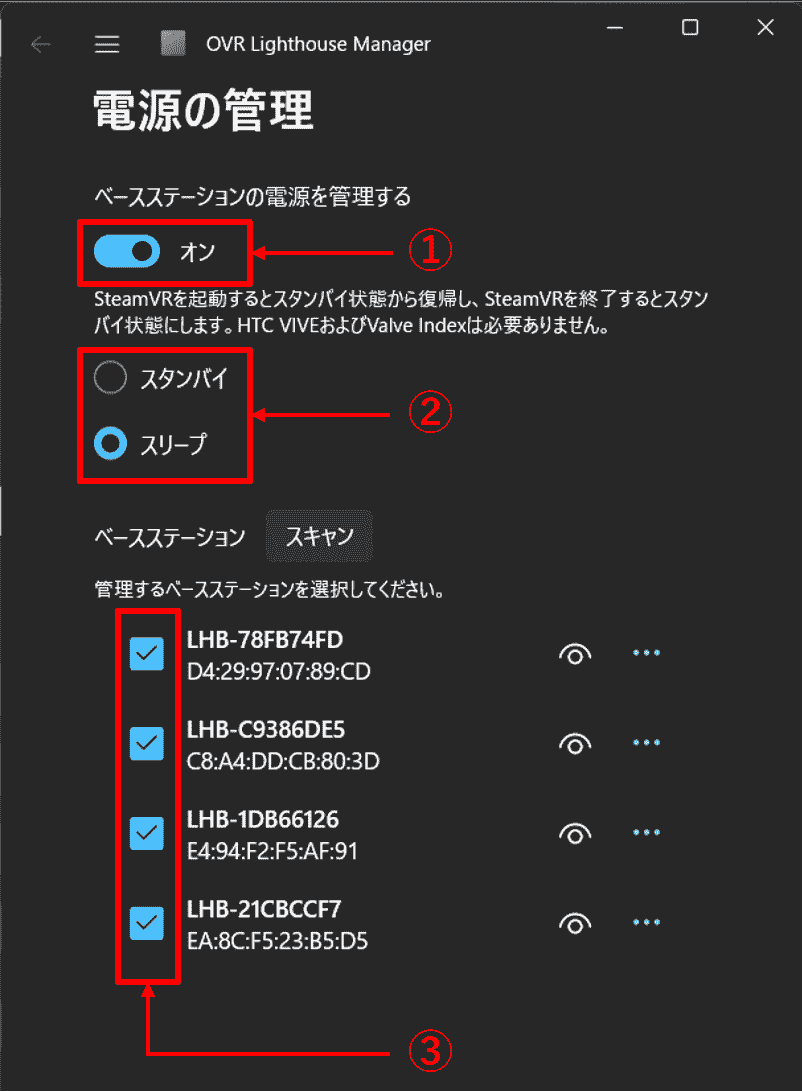 OVR Lighthouse Manager
電源の管理
ベースステーションの電源を管理する
オン
①
SteamVRを起動するとスタンバイ状態から復帰し、SteamVRを終了するとスタン
バイ状態にします。HTC VIVEおよびValve Indexは必要ありません。
スタンバイ
②
スリープ
ベースステーション スキャン
管理するベースステーションを選択してください。
LHB-78FB74FD
D4:29:97:07:89:CD
LHB-C9386DE5
C8:A4:DD:CB:80:3D
LHB-1DB66126
E4:94:F2:F5:AF:91
LHB-21CBCCF7
EA:8C:F5:23:B5:D5
③